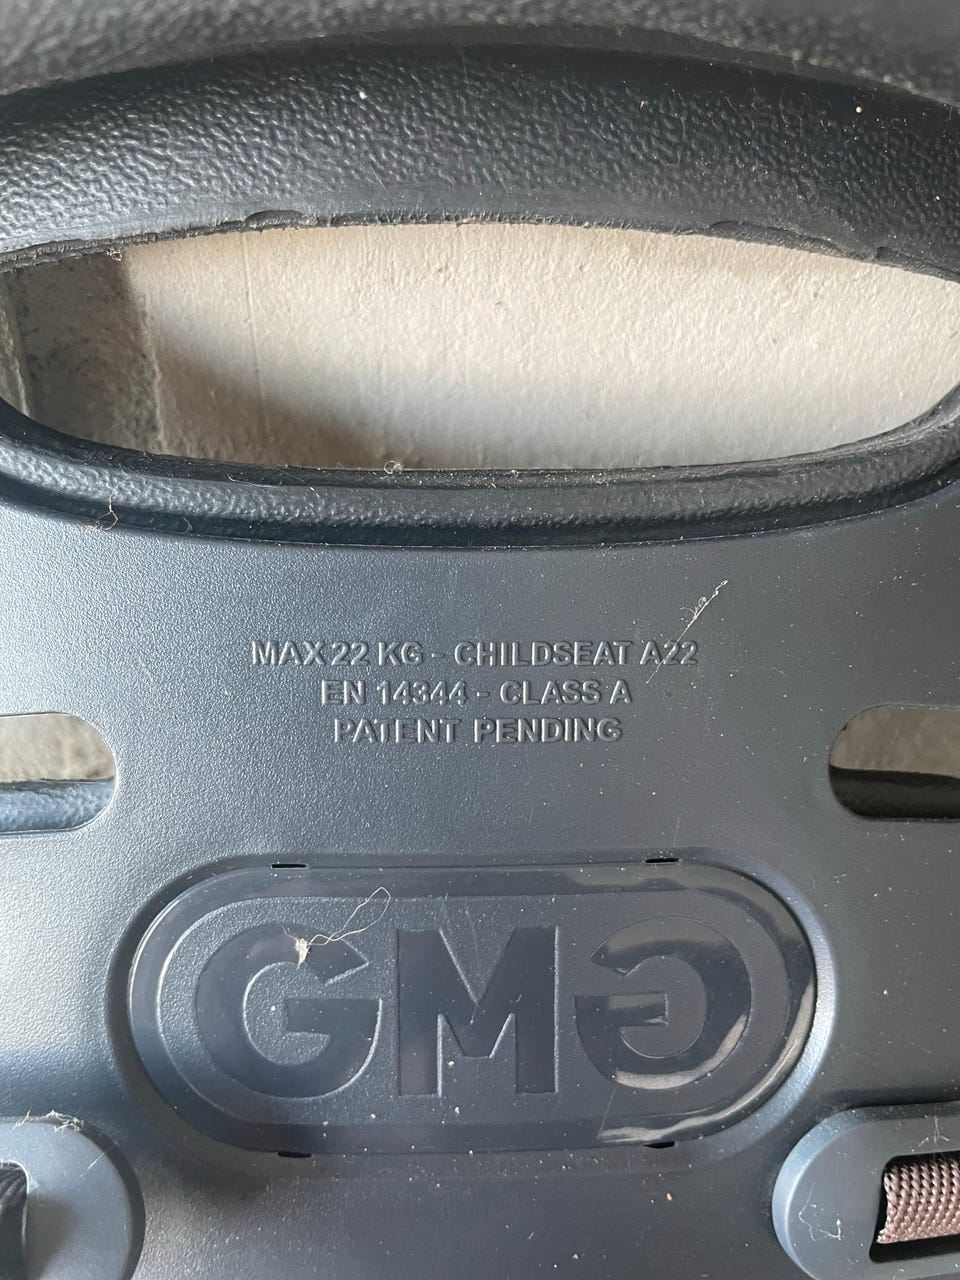 MAX 22 KG - CHILDSEAT A22
EN 14344 - CLASS A
PATENT PENDING
GMG